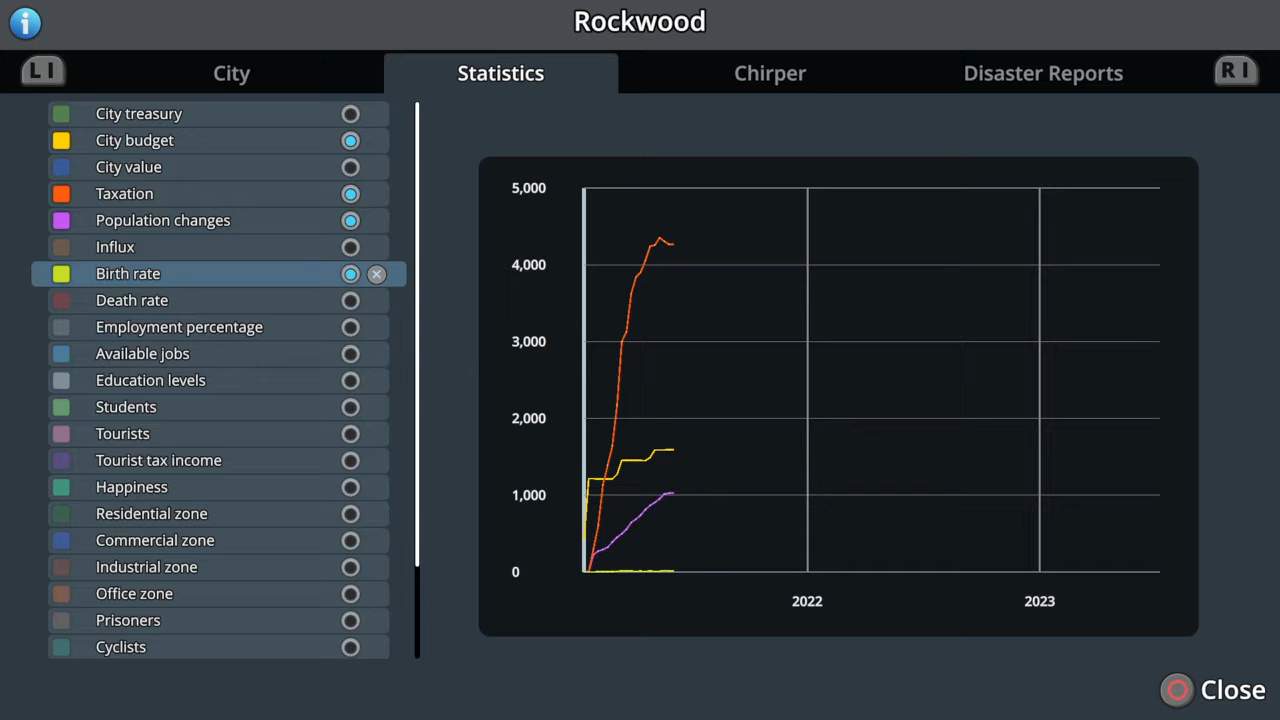 Rockwood
L1
City
Statistics
Chirper
Disaster Reports
R1
City treasury
City budget
City value
Taxation
Population changes
Influx
Birth rate
Death rate
Employment percentage
Available jobs
Education levels
Students
Tourists
Tourist tax income
Happiness
Residential zone
Commercial zone
Industrial zone
Office zone
Prisoners
Cyclists
5,000
4,000
3,000
2,000
1,000
0
2022
2023
Close